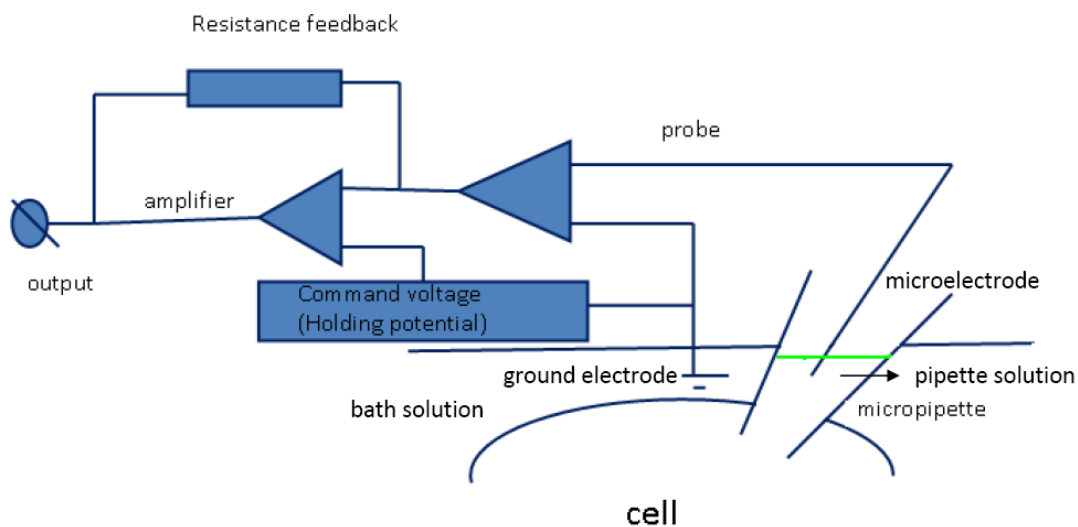 Resistance feedback
probe
amplifier
output
Command voltage
(Holding potential)
microelectrode
ground electrode
pipette solution
bath solution
micropipette
cell